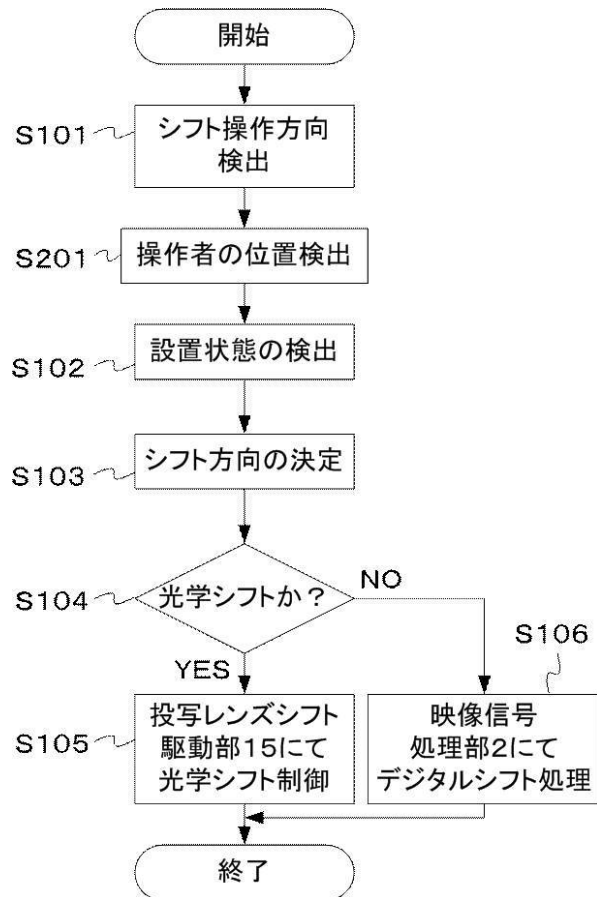 開始
S101
シフト操作方向
検出
S201
操作者の位置検出
S102
設置状態の検出
S103
シフト方向の決定
S104
光学シフトか?
NO
YES
S105
投写レンズシフト
駆動部15にて
光学シフト制御
S106
映像信号
処理部2にて
デジタルシフト処理
終了